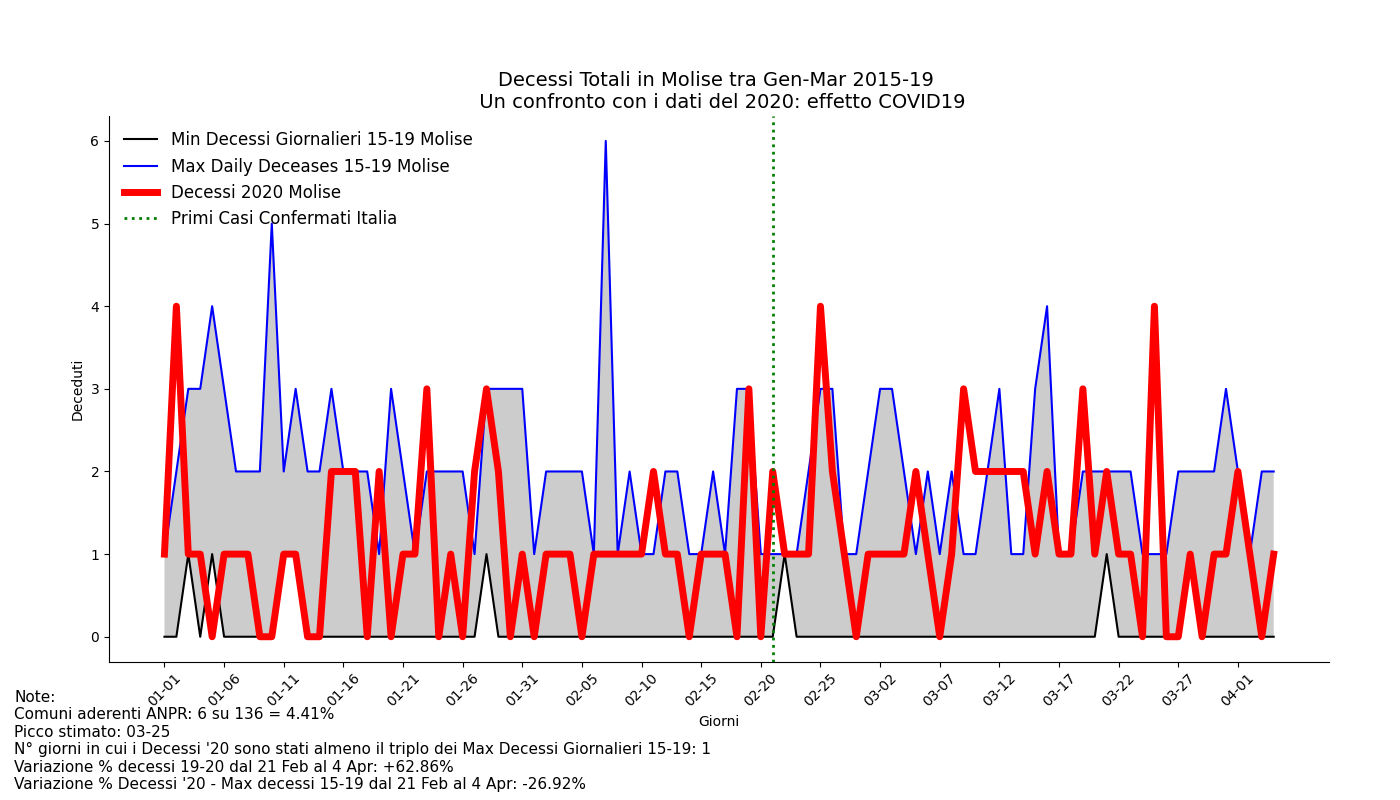 Decessi Totali in Molise tra Gen-Mar 2015-19
Un confronto con i dati del 2020: effetto COVID19
Min Decessi Giornalieri 15-19 Molise
Max Daily Deceases 15-19 Molise
Decessi 2020 Molise
Primi Casi Confermati Italia
6
5
4
3
2
1
0
Deceduti
01-01
01-06
01-11
01-16
01-21
01-26
01-31
02-05
02-10
02-15
02-20
02-25
03-02
03-07
03-12
03-17
03-22
03-27
04-01
Giorni
Note:
Comuni aderenti ANPR: 6 su 136 = 4.41%
Picco stimato: 03-25
N° giorni in cui i Decessi '20 sono stati almeno il triplo dei Max Decessi Giornalieri 15-19: 1
Variazione % decessi 19-20 dal 21 Feb al 4 Apr: +62.86%
Variazione % Decessi '20 - Max decessi 15-19 dal 21 Feb al 4 Apr: -26.92%